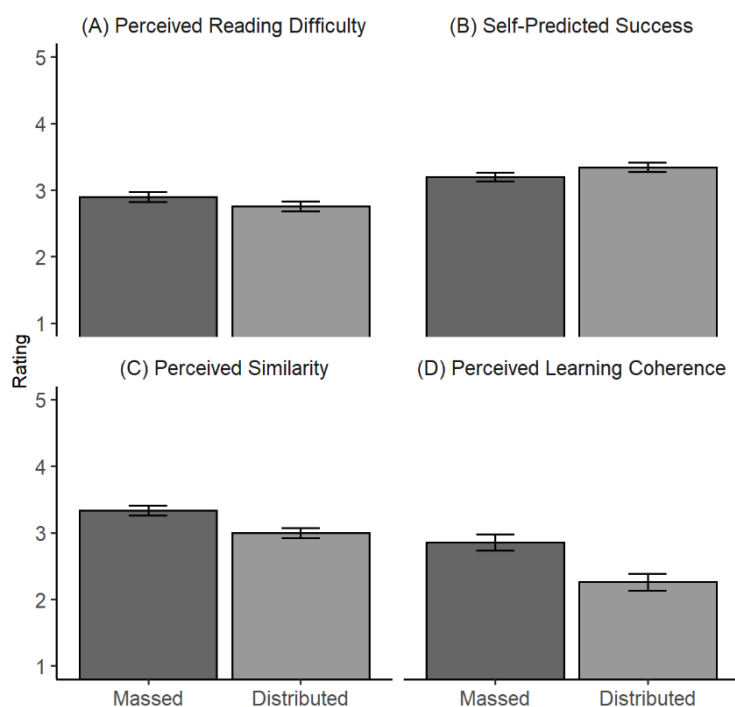 (A) Perceived Reading Difficulty
(B) Self-Predicted Success
5
4
3
2
1
Rating
(C) Perceived Similarity
(D) Perceived Learning Coherence
5
4
3
2
1
Massed
Distributed
Massed
Distributed